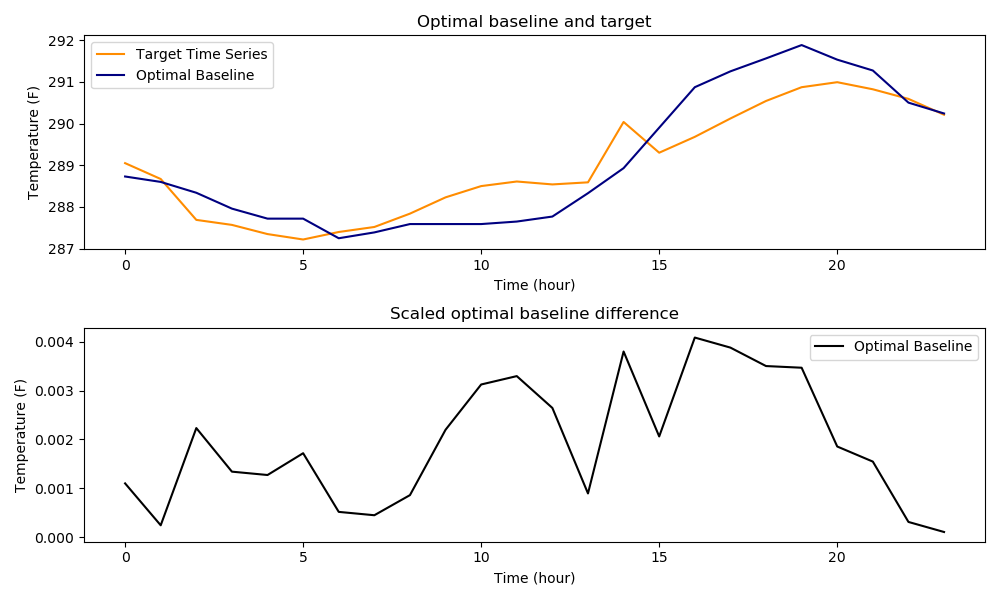 Optimal baseline and target
292
291
290
289
288
287
Temperature (F)
Target Time Series
Optimal Baseline
0 5 10 15 20
Time (hour)
Scaled optimal baseline difference
0.004
0.003
0.002
0.001
0.000
Temperature (F)
Optimal Baseline
0 5 10 15 20
Time (hour)